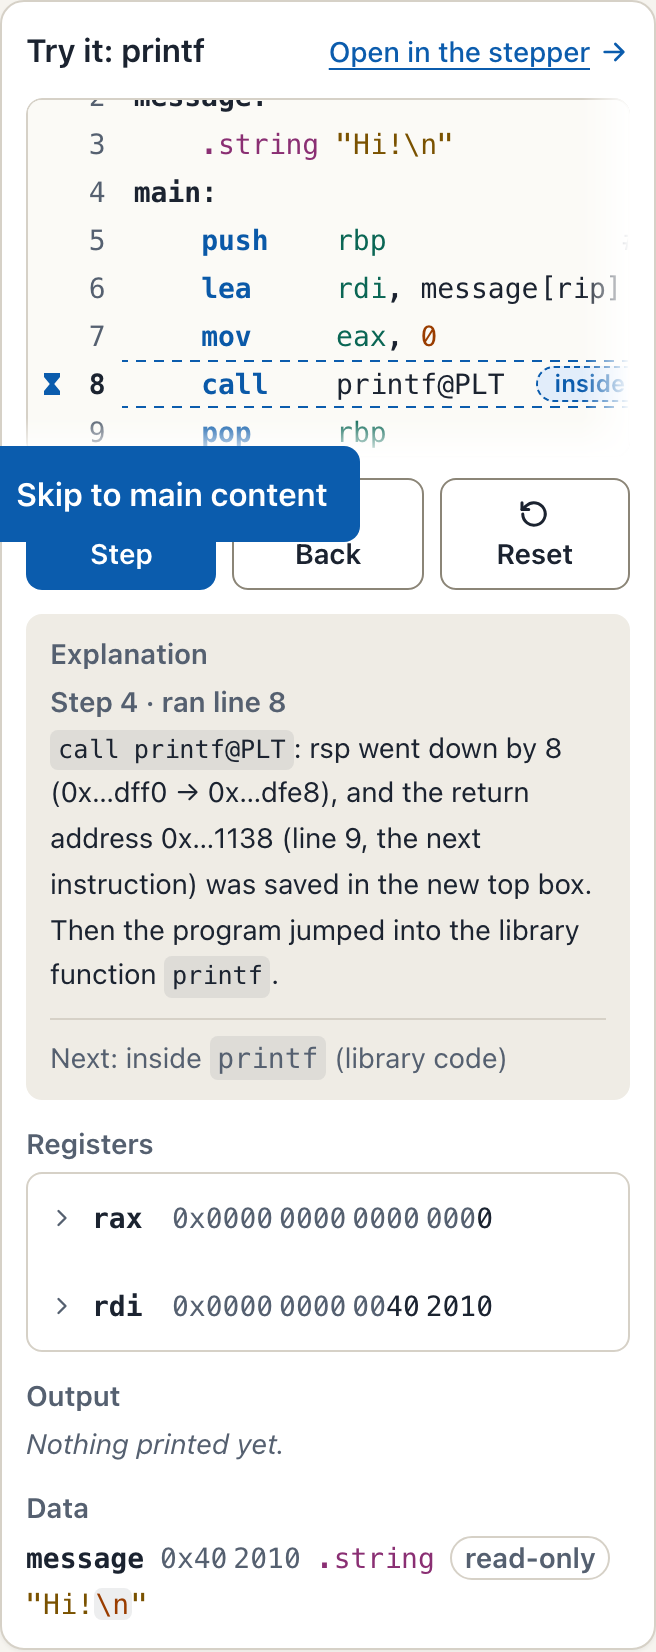 Try it: printf
Open in the stepper →
2 message:
3 .string "Hi!\n"
4 main:
5 push rbp
6 lea rdi, message[rip]
7 mov eax, 0
8 call printf@PLT inside
9 pop rbp
Skip to main content
Step
Back
Reset
Explanation
Step 4 · ran line 8
call printf@PLT: rsp went down by 8
(0x…dff0 → 0x…dfe8), and the return
address 0x…1138 (line 9, the next
instruction) was saved in the new top box.
Then the program jumped into the library
function printf.
Next: inside printf (library code)
Registers
rax 0x0000 0000 0000 0000
rdi 0x0000 0000 0040 2010
Output
Nothing printed yet.
Data
message 0x40 2010 .string read-only
"Hi!\n"